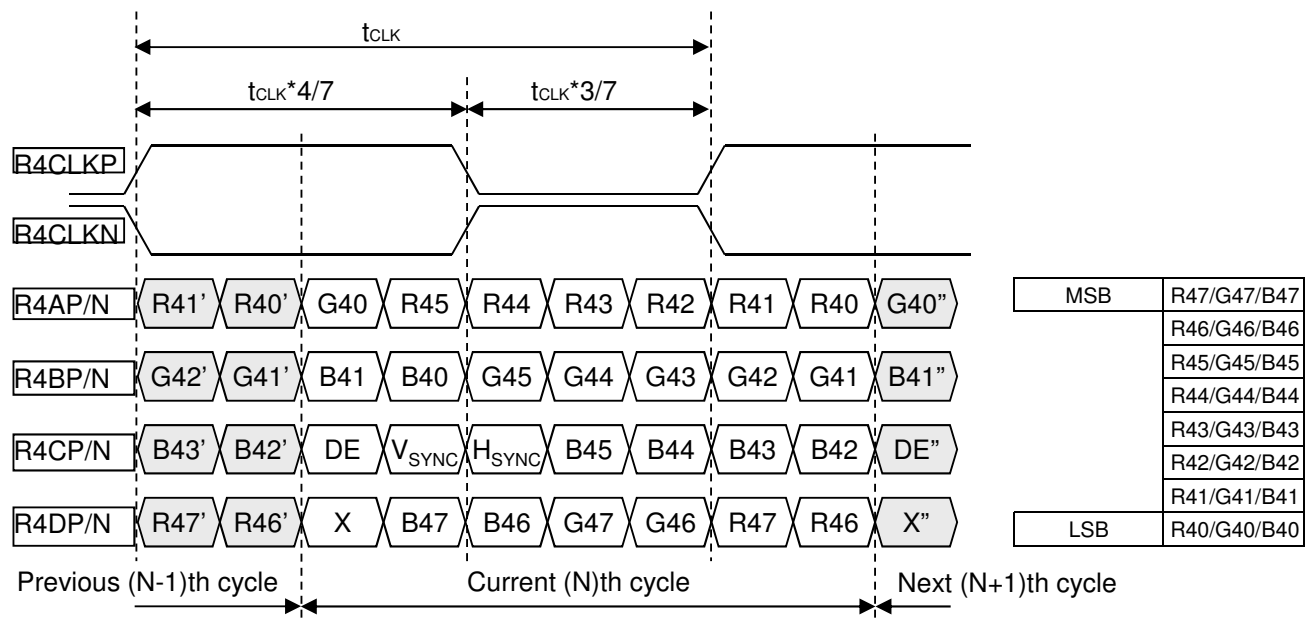 tCLK
tCLK*4/7 tCLK*3/7
R4CLKP
R4CLKN
R4AP/N R41’ R40’ G40 R45 R44 R43 R42 R41 R40 G40”
R4BP/N G42’ G41’ B41 B40 G45 G44 G43 G42 G41 B41”
R4CP/N B43’ B42’ DE VSYNC HSYNC B45 B44 B43 B42 DE”
R4DP/N R47’ R46’ X B47 B46 G47 G46 R47 R46 X”
Previous (N-1)th cycle Current (N)th cycle Next (N+1)th cycle
MSB R47/G47/B47
R46/G46/B46
R45/G45/B45
R44/G44/B44
R43/G43/B43
R42/G42/B42
R41/G41/B41
LSB R40/G40/B40